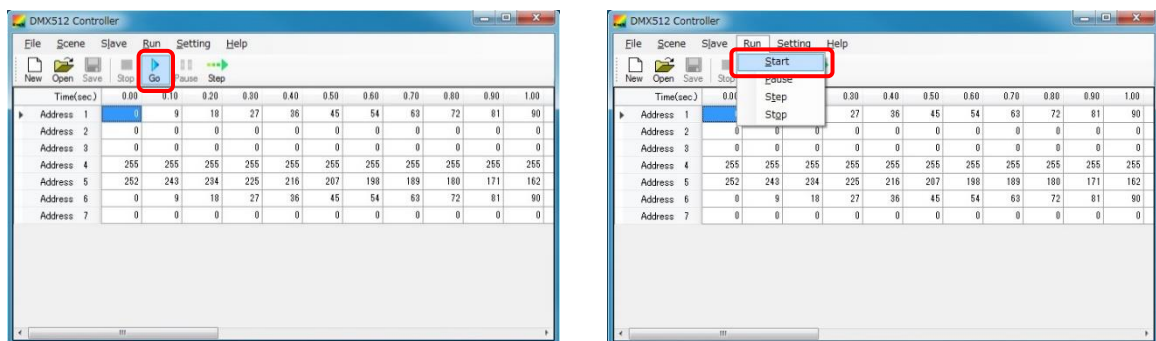 DMX512 Controller
File Scene Slave Run Setting Help
New Open Save Stop Go Pause Step
Time(sec.) 0.00 0.10 0.20 0.30 0.40 0.50 0.60 0.70 0.80 0.90 1.00
Address 1 0 9 18 27 36 45 54 63 72 81 90
Address 2 0 0 0 0 0 0 0 0 0 0 0
Address 3 0 0 0 0 0 0 0 0 0 0 0
Address 4 255 255 255 255 255 255 255 255 255 255 255
Address 5 252 243 234 225 216 207 198 189 180 171 162
Address 6 0 9 18 27 36 45 54 63 72 81 90
Address 7 0 0 0 0 0 0 0 0 0 0 0
DMX512 Controller
File Scene Slave Run Setting Help
Start
Pause
Step
Stop
New Open Save Stop
Time(sec.) 0.00 0.30 0.40 0.50 0.60 0.70 0.80 0.90 1.00
Address 1 27 36 45 54 63 72 81 90
Address 2 0 0 0 0 0 0 0 0 0 0 0
Address 3 0 0 0 0 0 0 0 0 0 0 0
Address 4 255 255 255 255 255 255 255 255 255 255 255
Address 5 252 243 234 225 216 207 198 189 180 171 162
Address 6 0 9 18 27 36 45 54 63 72 81 90
Address 7 0 0 0 0 0 0 0 0 0 0 0